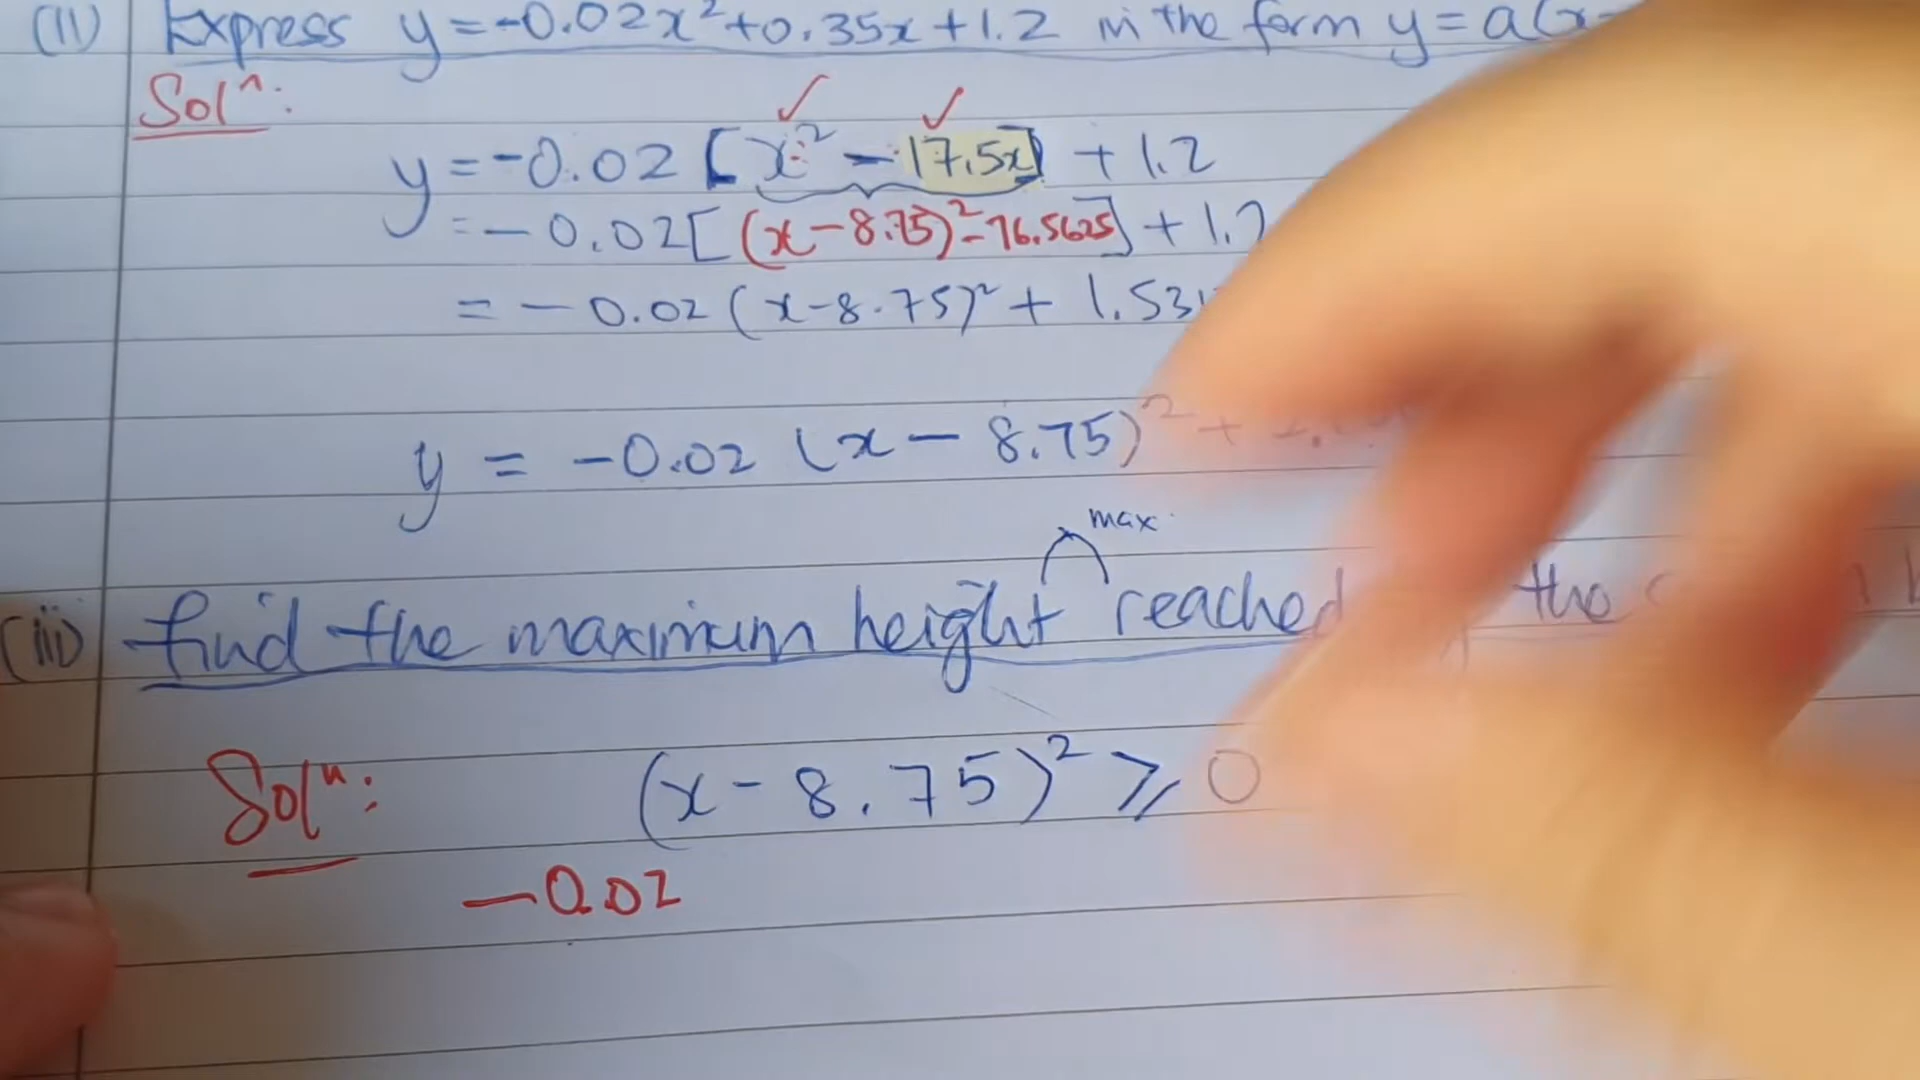 (ii) Express y=-0.02x²+0.35x+1.2 in the form y=a(x-
Solⁿ:
y=-0.02[x²-17.5x]+1.2
=-0.02[(x-8.75)²-76.5625]+1.2
=-0.02(x-8.75)²+1.531
y = -0.02 (x-8.75)² +
max
(iii) find the maximum height reached the
Solⁿ: (x-8.75)² ⩾ 0
-0.02